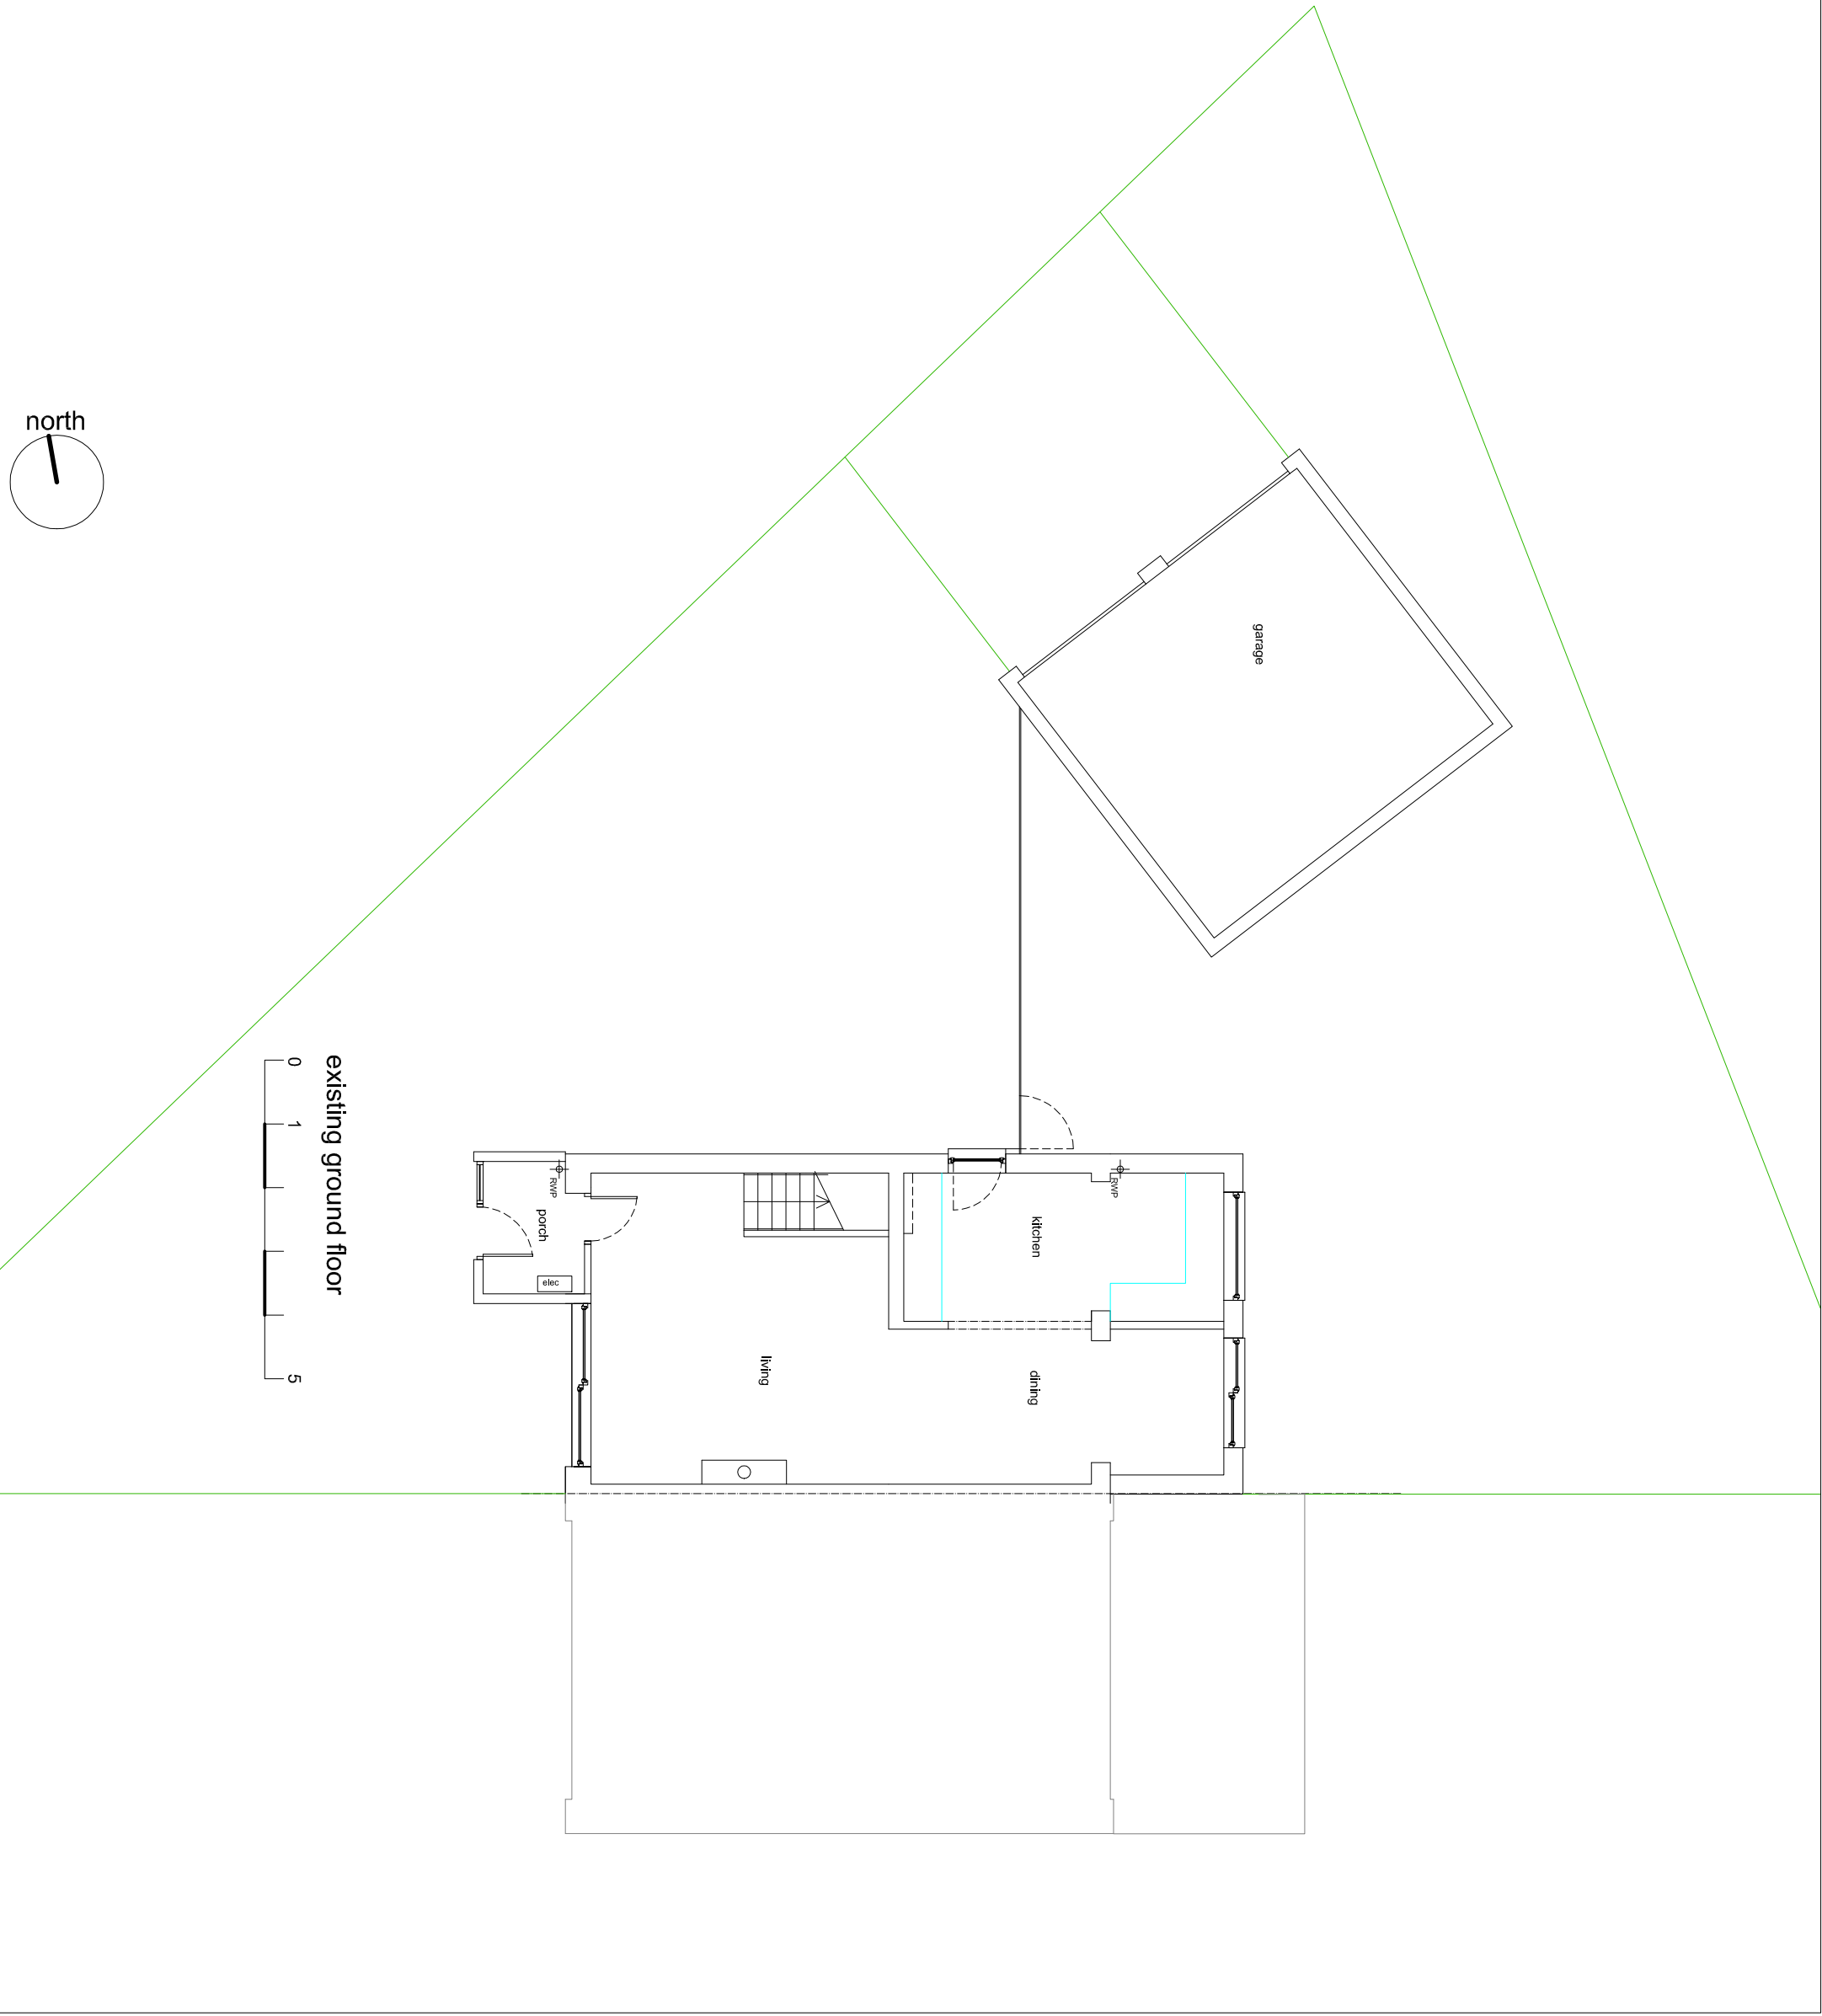 north
garage
existing ground floor
0
1
5
RWP
RWP
porch
kitchen
elec
living
dining